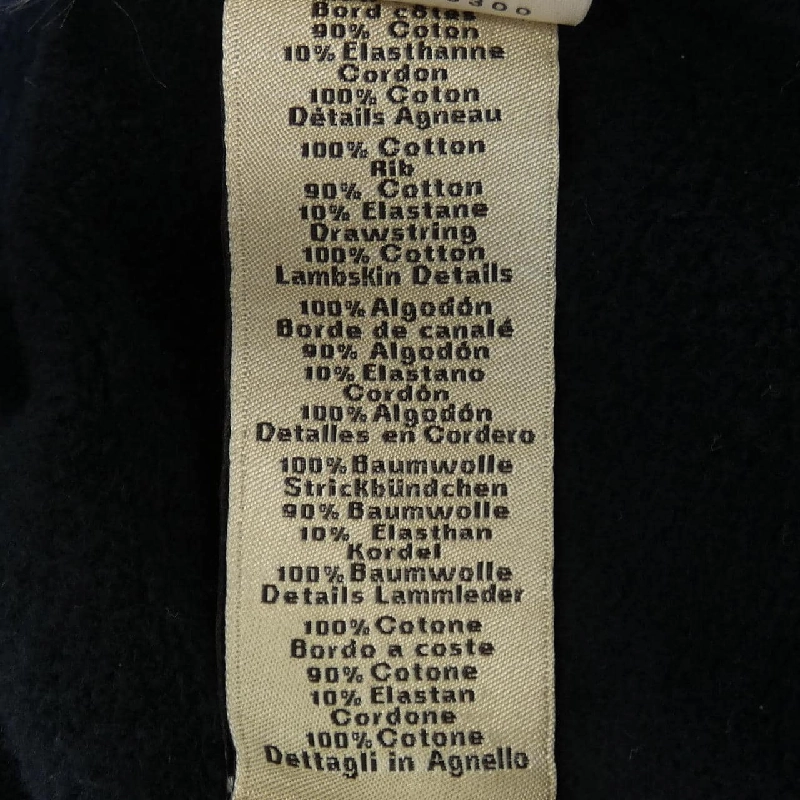 300
Bord côtes
90% Coton
10% Elasthanne
Cordon
100% Coton
Détails Agneau
100% Cotton
Rib
90% Cotton
10% Elastane
Drawstring
100% Cotton
Lambskin Details
100% Algodón
Borde de canalé
90% Algodón
10% Elastano
Cordón
100% Algodón
Detalles en Cordero
100% Baumwolle
Strickbündchen
90% Baumwolle
10% Elasthan
Kordel
100% Baumwolle
Details Lammleder
100% Cotone
Bordo a coste
90% Cotone
10% Elastan
Cordone
100% Cotone
Dettagli in Agnello